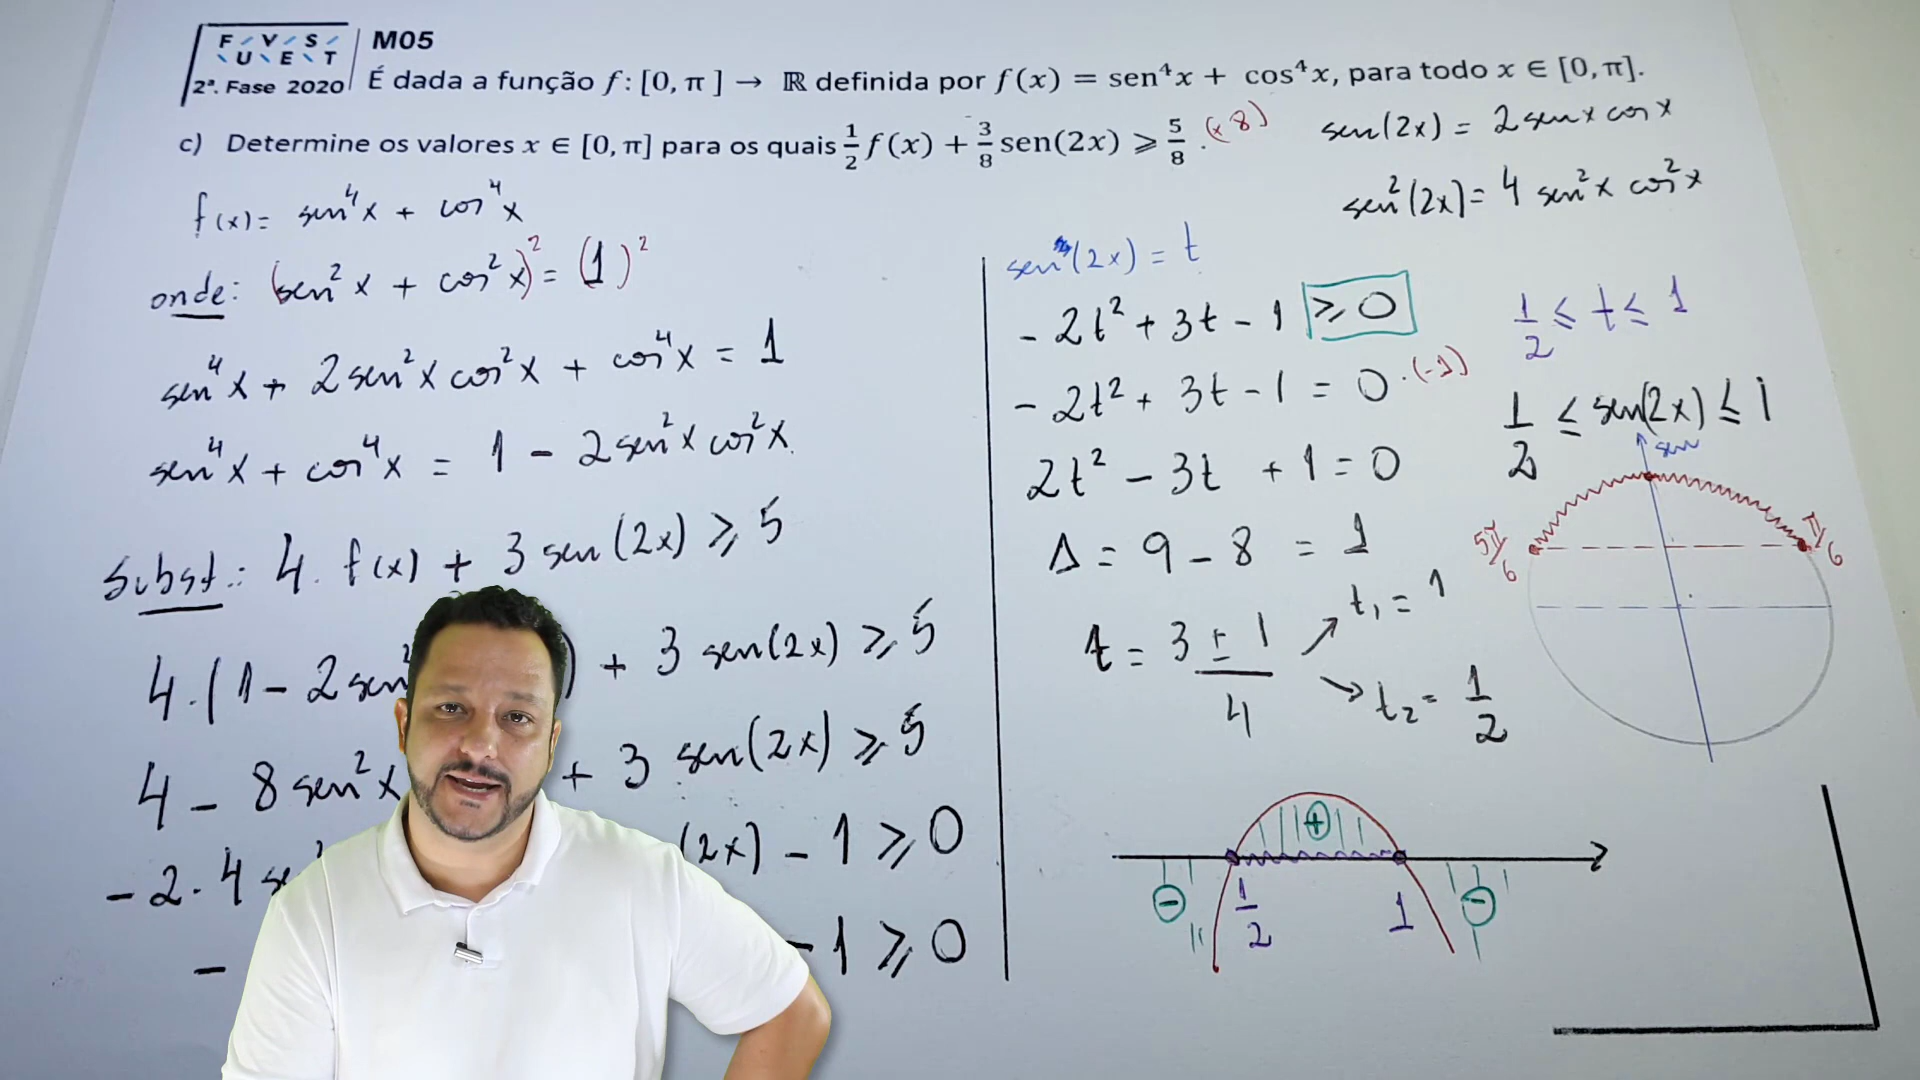 F V S
U E T
2ª. Fase 2020
M05
É dada a função f: [0, π ] → ℝ definida por f(x) = sen⁴x + cos⁴x, para todo x ∈ [0, π].
c) Determine os valores x ∈ [0, π] para os quais 1/2 f(x) + 3/8 sen(2x) ⩾ 5/8 . (x 8)
f(x) = sen⁴x + cos⁴x
onde: (sen²x + cos²x)² = (1)²
sen⁴x + 2sen²x cos²x + cos⁴x = 1
sen⁴x + cos⁴x = 1 - 2sen²x cos²x.
Subst.: 4. f(x) + 3 sen(2x) ⩾ 5
4.(1 - 2sen² ) + 3 sen(2x) ⩾ 5
4 - 8sen²x + 3 sen(2x) ⩾ 5
-2. 4 se (2x) - 1 ⩾ 0
- - 1 ⩾ 0
sen(2x) = 2senx cosx
sen²(2x) = 4 sen²x cos²x
sen(2x) = t
- 2t² + 3t - 1 ⩾ 0
- 2t² + 3t - 1 = 0 .(-1)
2t² - 3t + 1 = 0
Δ = 9 - 8 = 1
t = 3 ± 1 / 4
t₁ = 1
t₂ = 1/2
+
- -
1/2 1
1/2 ≤ t ≤ 1
1/2 ≤ sen(2x) ≤ 1
sen
5π/6 π/6